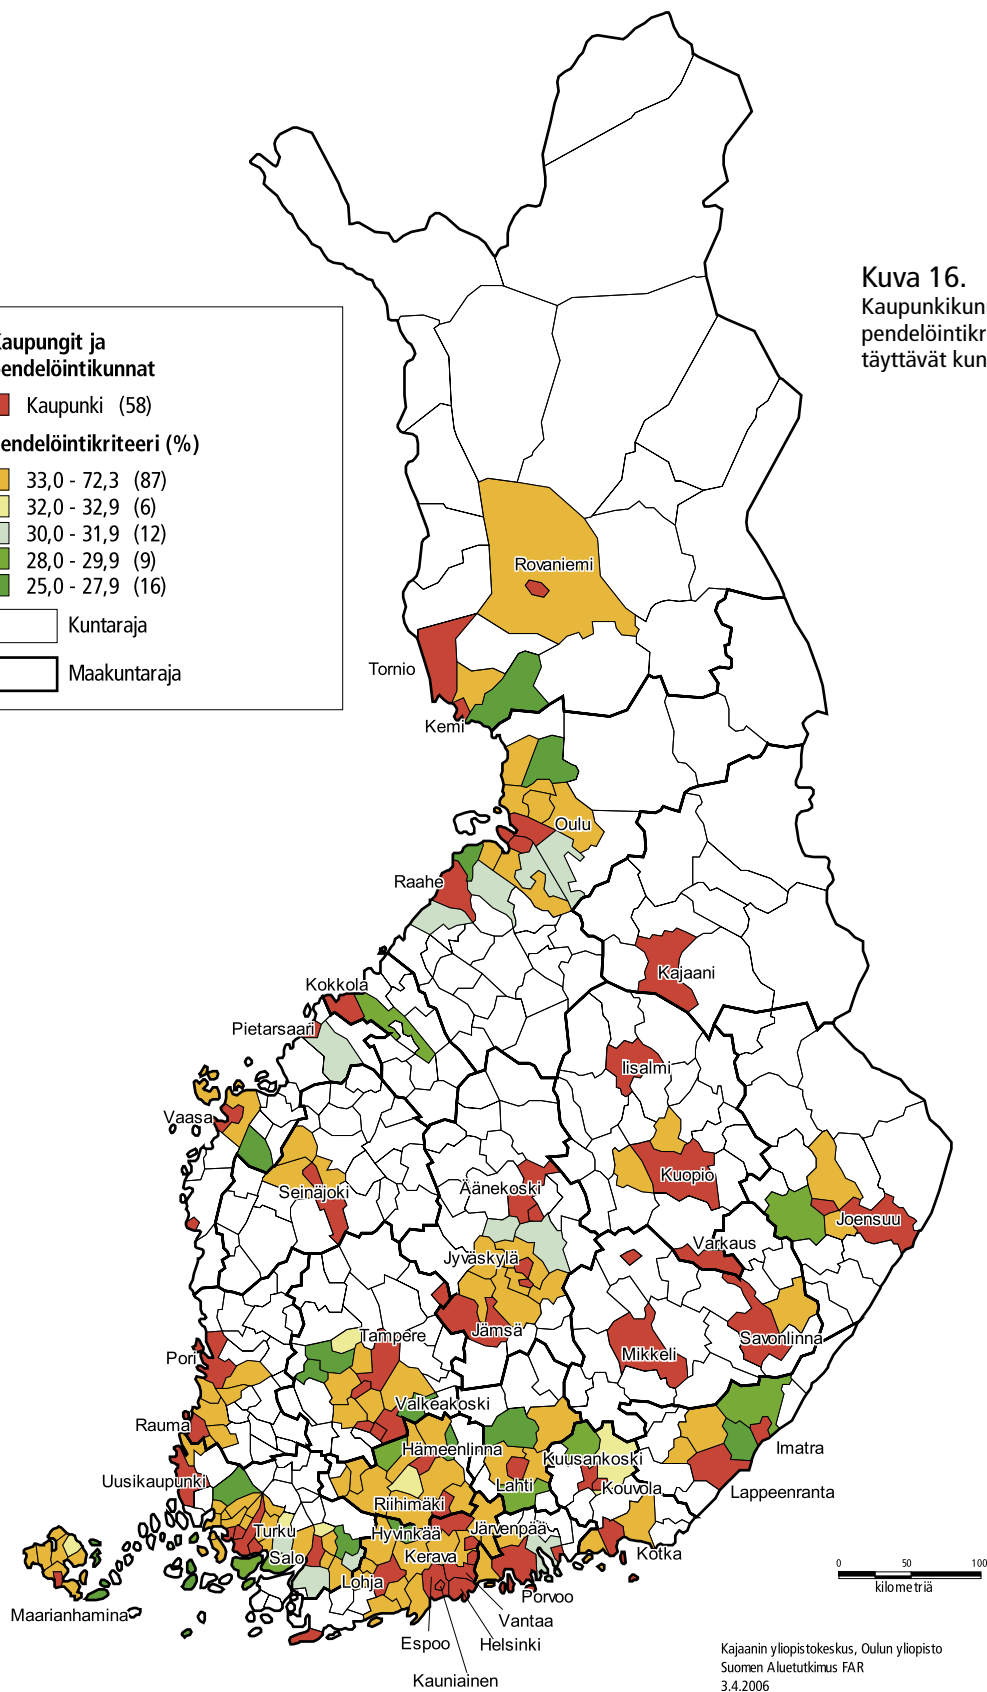 Kuva 16.
Kaupunkikun
pendelöintikr
täyttävät kun
aupungit ja
endelöintikunnat
Kaupunki (58)
endelöintikriteeri (%)
33,0 - 72,3 (87)
32,0 - 32,9 (6)
30,0 - 31,9 (12)
28,0 - 29,9 (9)
25,0 - 27,9 (16)
Kuntaraja
Maakuntaraja
Rovaniemi
Tornio
Kemi
Oulu
Raahe
Kajaani
Kokkola
Pietarsaari
Iisalmi
Vaasa
Kuopio
Seinäjoki
Äänekoski
Joensuu
Varkaus
Jyväskylä
Jämsä
Tampere
Savonlinna
Mikkeli
Pori
Valkeakoski
Rauma
Hämeenlinna
Imatra
Kuusankoski
Uusikaupunki
Lahti
Kouvola
Lappeenranta
Riihimäki
Turku
Hyvinkää
Järvenpää
Salo
Kerava
Kotka
Lohja
Porvoo
Maarianhamina
Vantaa
Espoo
Helsinki
Kauniainen
0 50 100
kilometriä
Kajaanin yliopistokeskus, Oulun yliopisto
Suomen Aluetutkimus FAR
3.4.2006